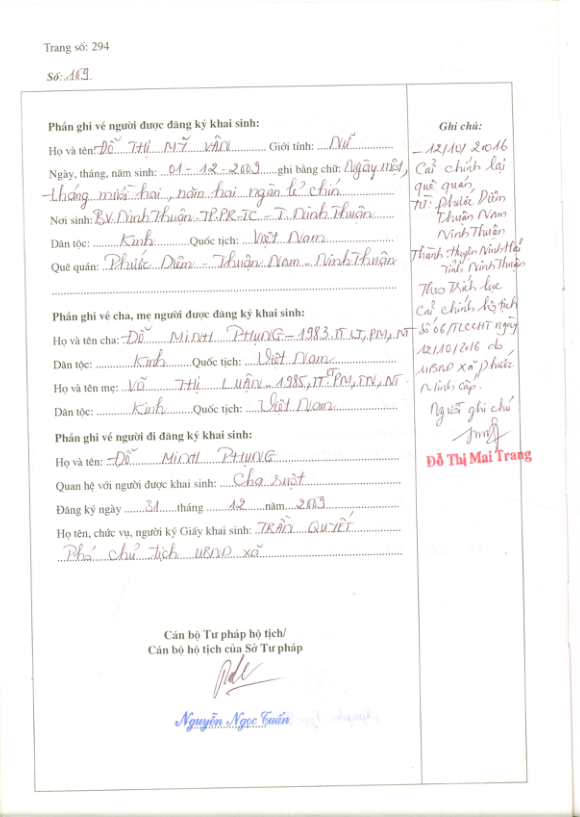 Trang số: 294
Số: 169.
Phần ghi về người được đăng ký khai sinh:
Họ và tên: ĐỖ THỊ MỸ VÂN Giới tính: Nữ
Ngày, tháng, năm sinh: 01 - 12 - 2009 ghi bằng chữ: Ngày một,
tháng mười hai, năm hai ngàn lẻ chín
Nơi sinh: BV. Ninh Thuận. TP. PR-TC - T. Ninh Thuận
Dân tộc: Kinh Quốc tịch: Việt Nam
Quê quán: Phước Diêm - Thuận Nam - Ninh Thuận
Phần ghi về cha, mẹ người được đăng ký khai sinh:
Họ và tên cha: ĐỖ MINH PHỤNG - 1983. TT LT, PM, NT
Dân tộc: Kinh Quốc tịch: Việt Nam
Họ và tên mẹ: VÕ THỊ LUÂN - 1985, TT. PM, TN, NT.
Dân tộc: Kinh Quốc tịch: Việt Nam
Phần ghi về người đi đăng ký khai sinh:
Họ và tên: ĐỖ MINH PHỤNG
Quan hệ với người được khai sinh: Cha ruột
Đăng ký ngày 31 tháng 12 năm 2009
Họ tên, chức vụ, người ký Giấy khai sinh: TRẦN QUYẾT
Phó chủ tịch UBND xã
Cán bộ Tư pháp hộ tịch/
Cán bộ hộ tịch của Sở Tư pháp
Nguyễn Ngọc Tuấn
Ghi chú:
- 12/10/20016
Cải chính lại
quê quán,
từ: Phước Diêm
Thuận Nam
Ninh Thuận
Thành: Huyện Ninh Hải
Tỉnh Ninh Thuận
Theo Trích lục
Cải chính hộ tịch
Số 06/TLCCHT ngày
12/10/2016 do
UBND xã Phước
Minh Cấp.
Người ghi chú
Đỗ Thị Mai Trang